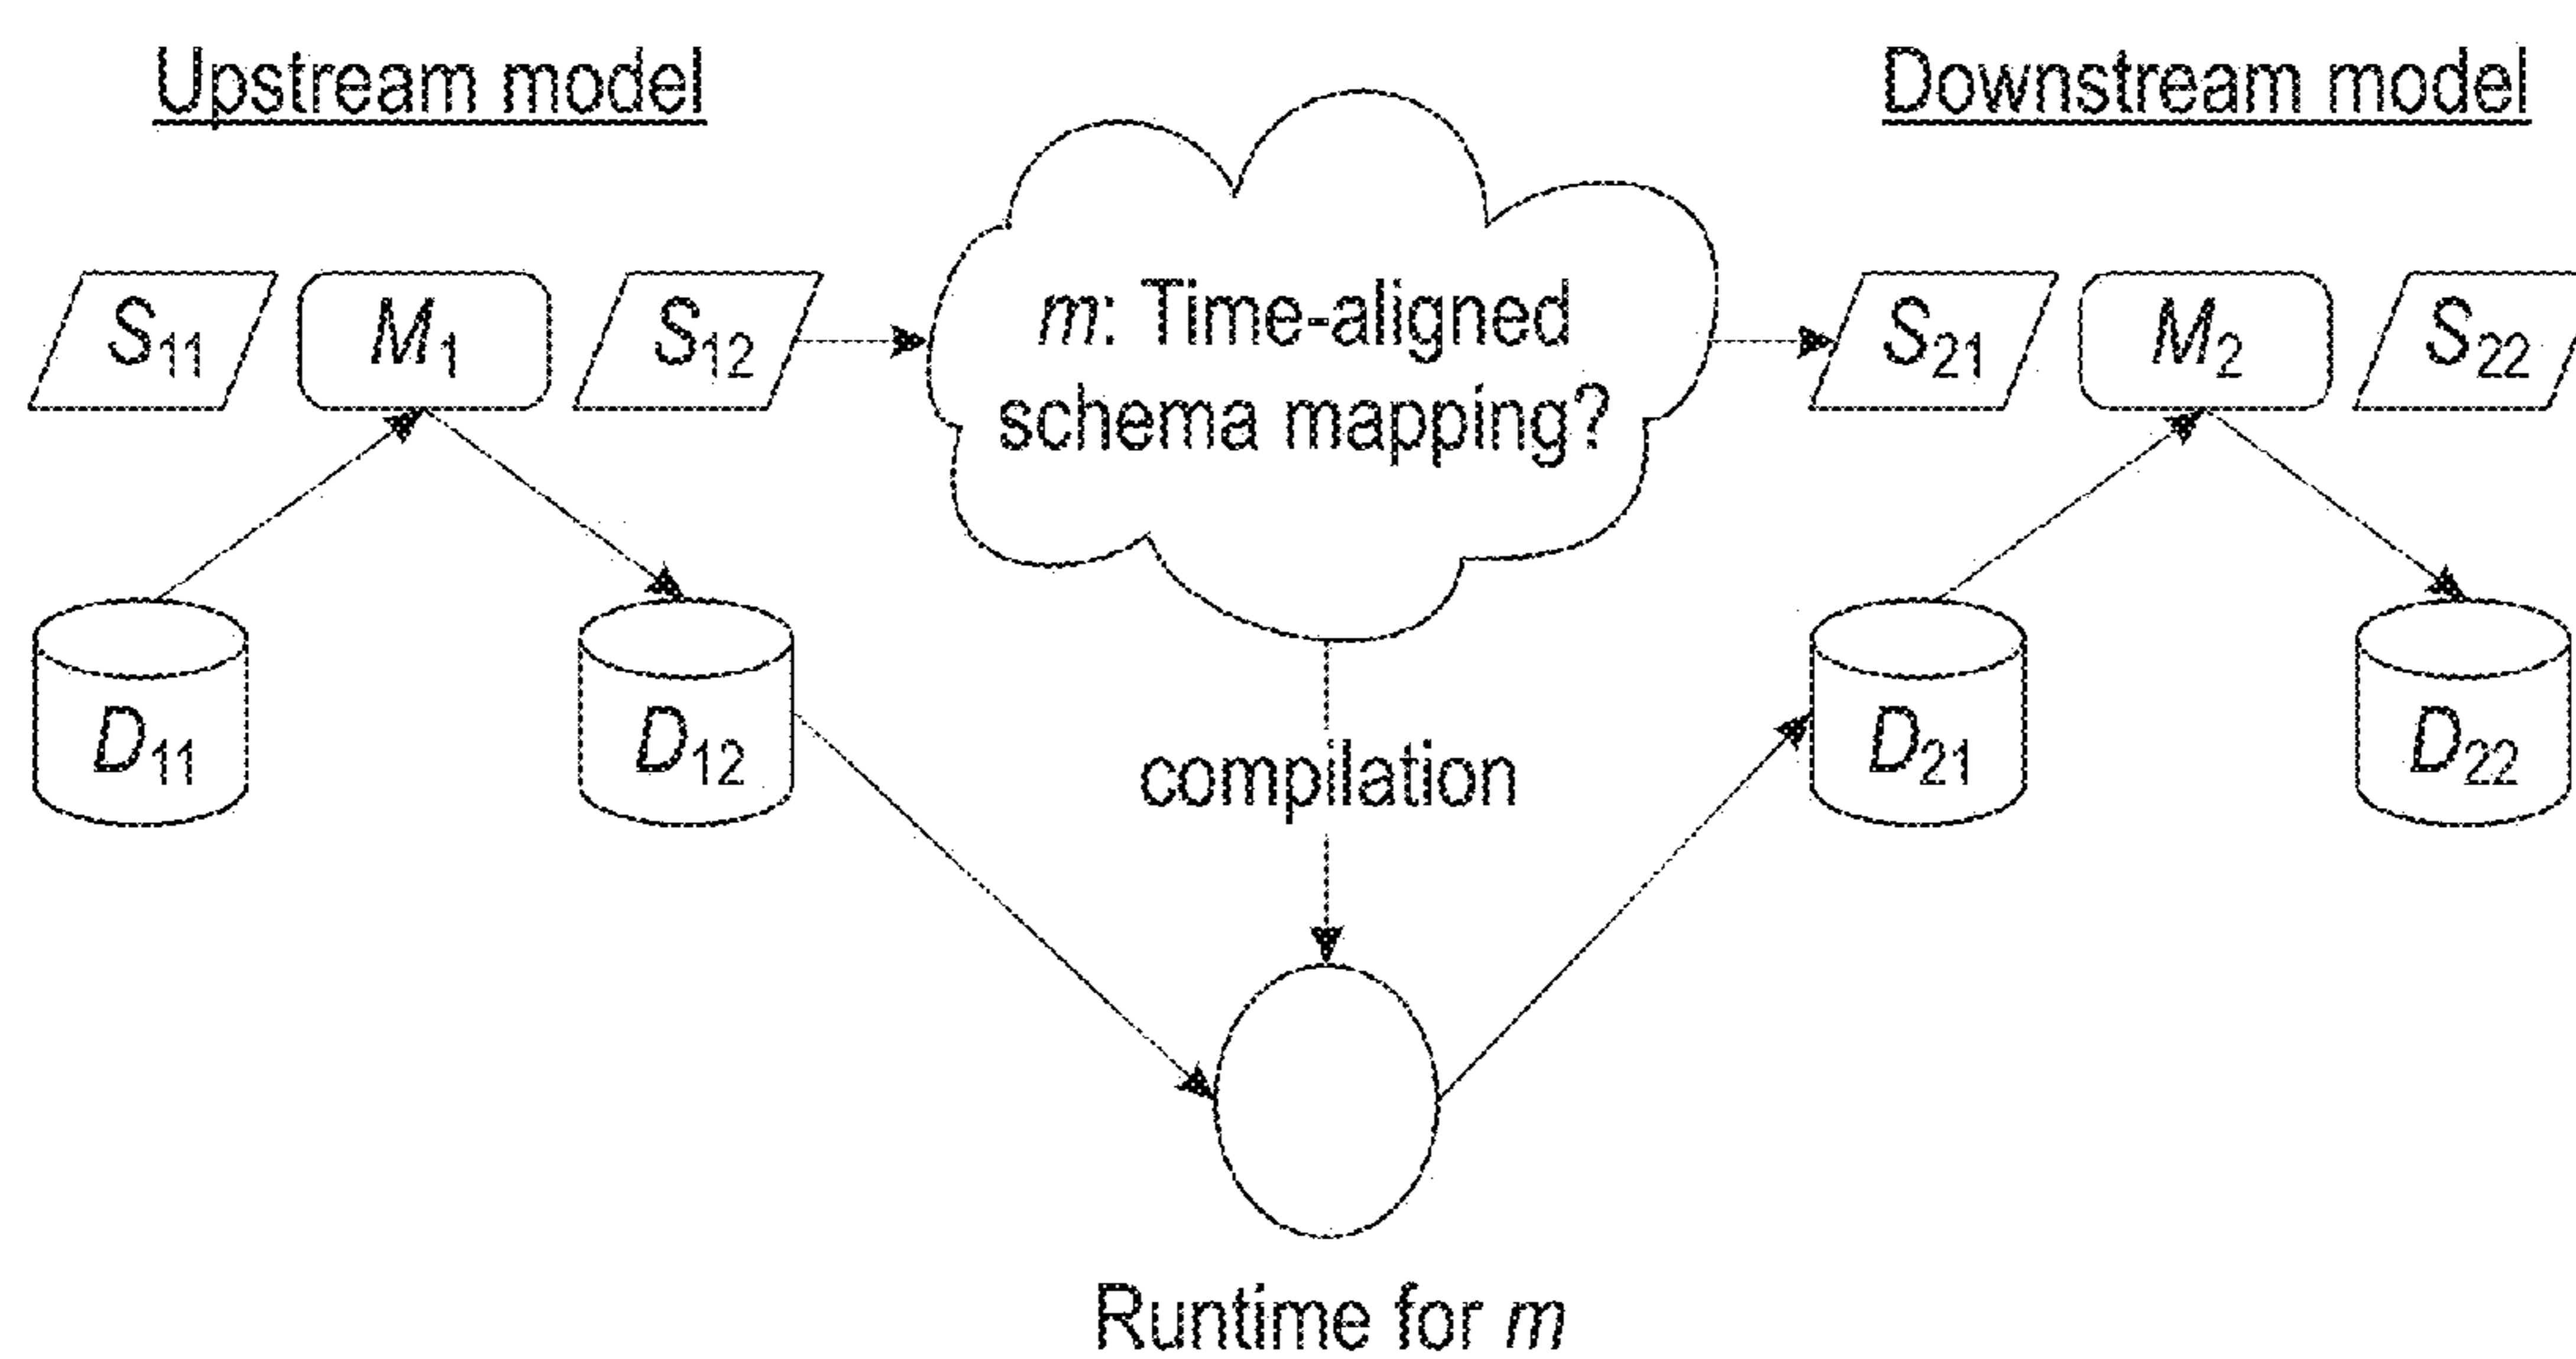 Upstream model
Downstream model
S₁₁ M₁ S₁₂ m: Time-aligned schema mapping? S₂₁ M₂ S₂₂
D₁₁ D₁₂ compilation D₂₁ D₂₂
Runtime for m